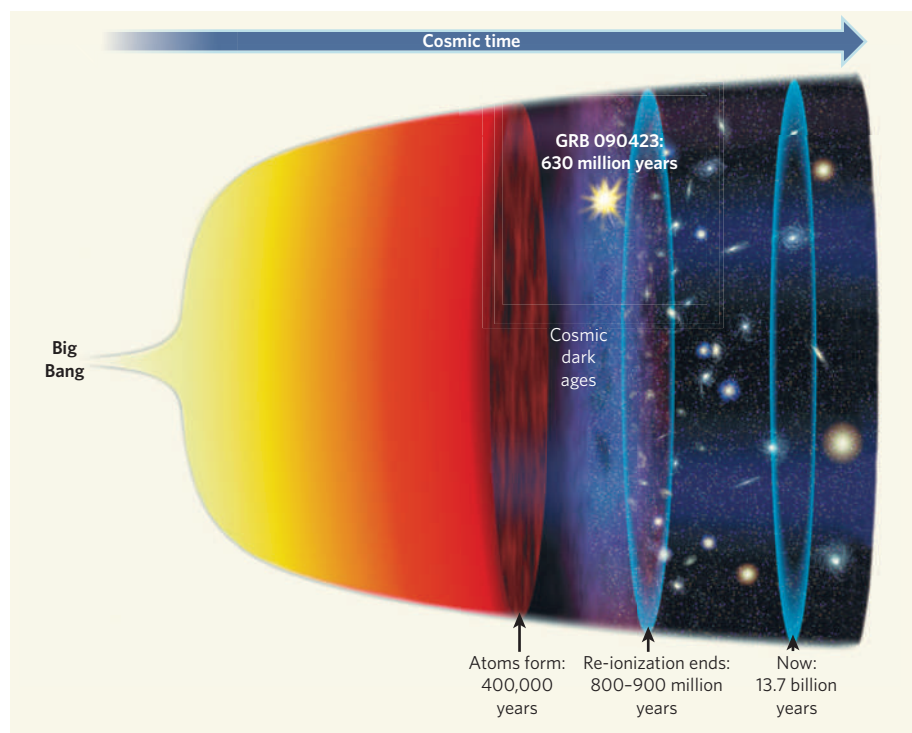 Cosmic time
GRB 090423:
630 million years
Cosmic
dark
ages
Big
Bang
Atoms form:
400,000
years
Re-ionization ends:
800–900 million
years
Now:
13.7 billion
years